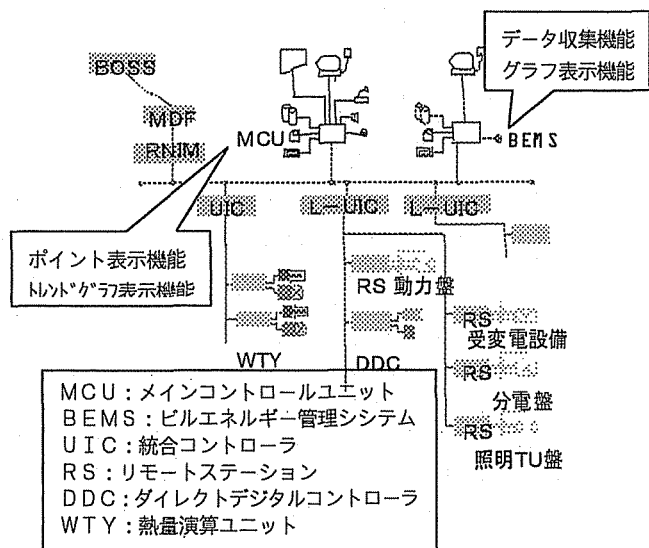 BOSS
MDF
RNIM
MCU
BEMS
データ収集機能
グラフ表示機能
UIC
L-UIC
L-UIC
ポイント表示機能
ﾄﾚﾝﾄﾞｸﾞﾗﾌ表示機能
RS 動力盤
WTY
DDC
RS
受変電設備
RS
分電盤
RS
照明TU盤
MCU：メインコントロールユニット
BEMS：ビルエネルギー管理シシテム
UIC：統合コントローラ
RS：リモートステーション
DDC：ダイレクトデジタルコントローラ
WTY：熱量演算ユニット